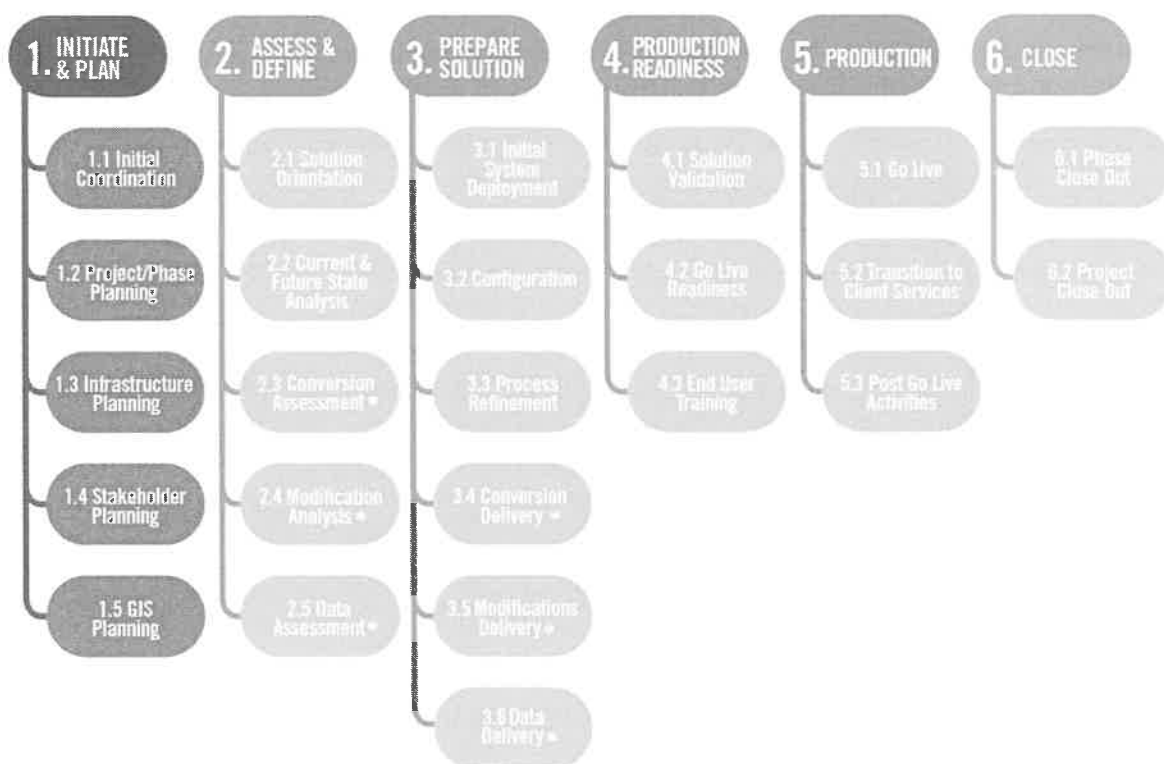 1. INITIATE
& PLAN
1.1 Initial
Coordination
1.2 Project/Phase
Planning
1.3 Infrastructure
Planning
1.4 Stakeholder
Planning
1.5 GIS
Planning
2. ASSESS &
DEFINE
2.1 Solution
Orientation
2.2 Current &
Future State
Analysis
2.3 Conversion
Assessment*
2.4 Modification
Analysis*
2.5 Data
Assessment*
3. PREPARE
SOLUTION
3.1 Initial
System
Deployment
3.2 Configuration
3.3 Process
Refinement
3.4 Conversion
Delivery*
3.5 Modifications
Delivery*
3.6 Data
Delivery*
4. PRODUCTION
READINESS
4.1 Solution
Validation
4.2 Go Live
Readiness
4.3 End User
Training
5. PRODUCTION
5.1 Go Live
5.2 Transition to
Client Services
5.3 Post Go Live
Activities
6. CLOSE
6.1 Phase
Close Out
6.2 Project
Close Out